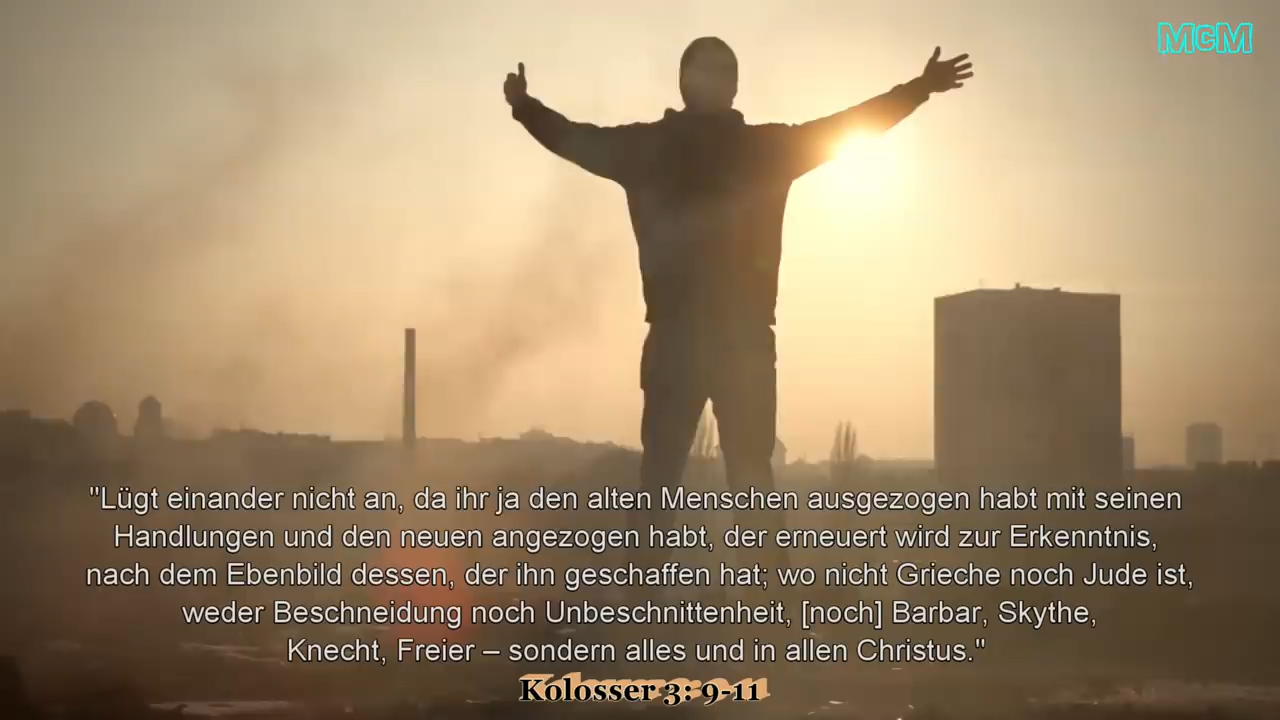 McM
"Lügt einander nicht an, da ihr ja den alten Menschen ausgezogen habt mit seinen
Handlungen und den neuen angezogen habt, der erneuert wird zur Erkenntnis,
nach dem Ebenbild dessen, der ihn geschaffen hat; wo nicht Grieche noch Jude ist,
weder Beschneidung noch Unbeschnittenheit, [noch] Barbar, Skythe,
Knecht, Freier – sondern alles und in allen Christus."
Kolosser 3: 9-11